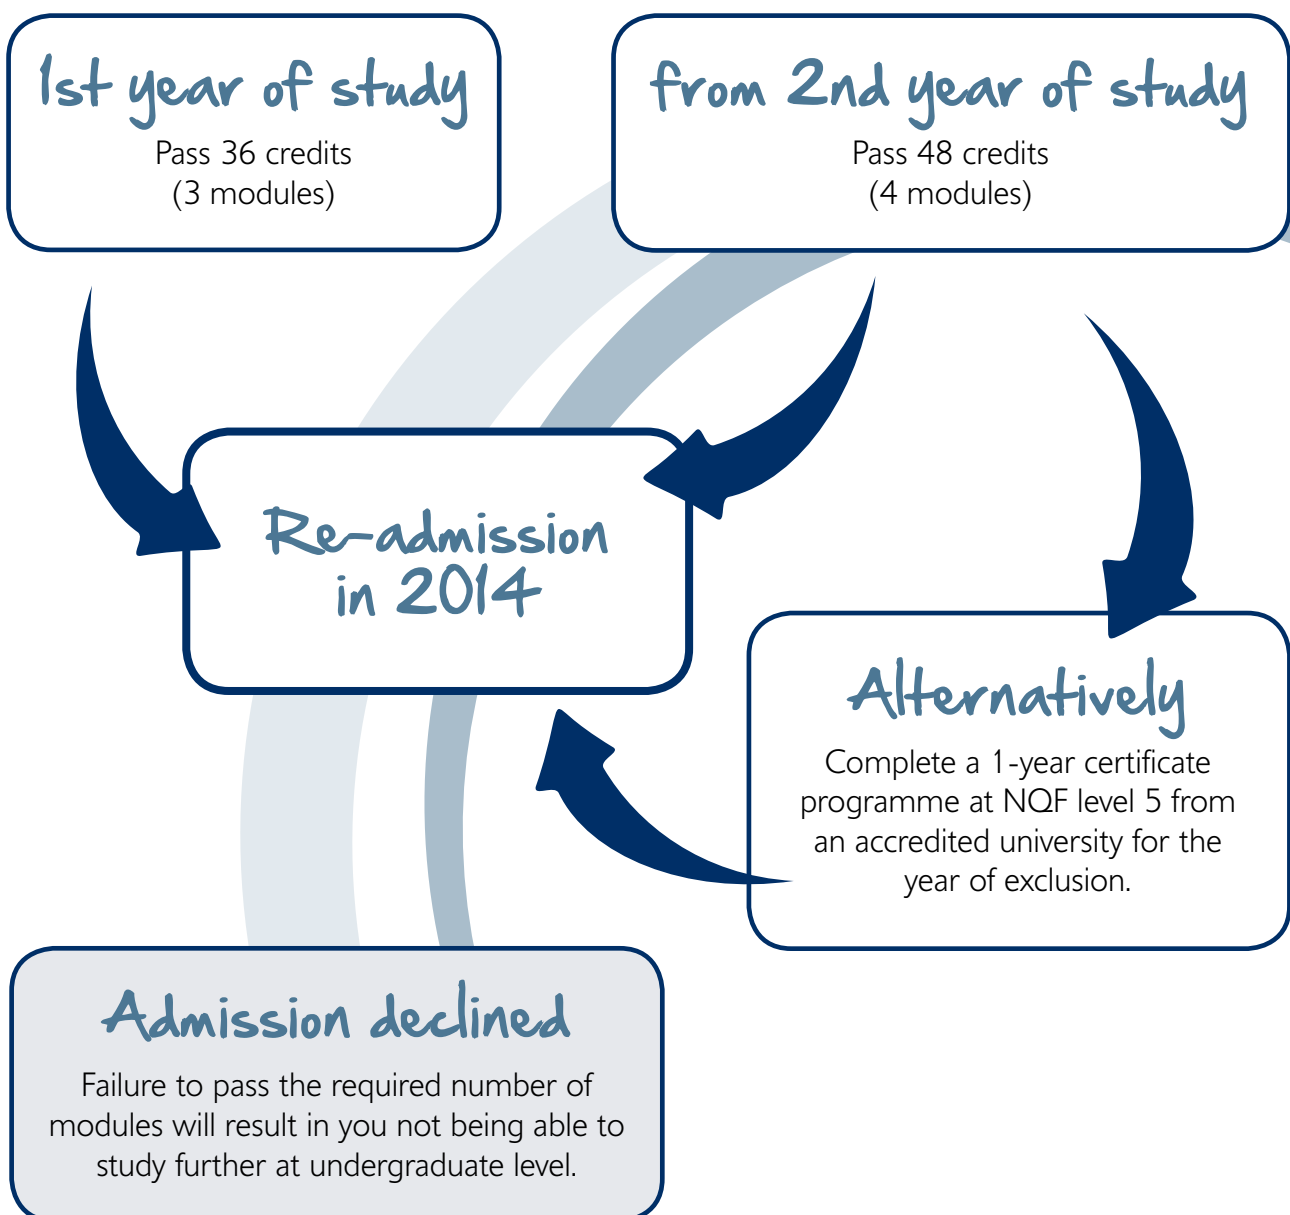 1st year of study
Pass 36 credits
(3 modules)
from 2nd year of study
Pass 48 credits
(4 modules)
Re-admission
in 2014
Alternatively
Complete a 1-year certificate
programme at NQF level 5 from
an accredited university for the
year of exclusion.
Admission declined
Failure to pass the required number of
modules will result in you not being able to
study further at undergraduate level.